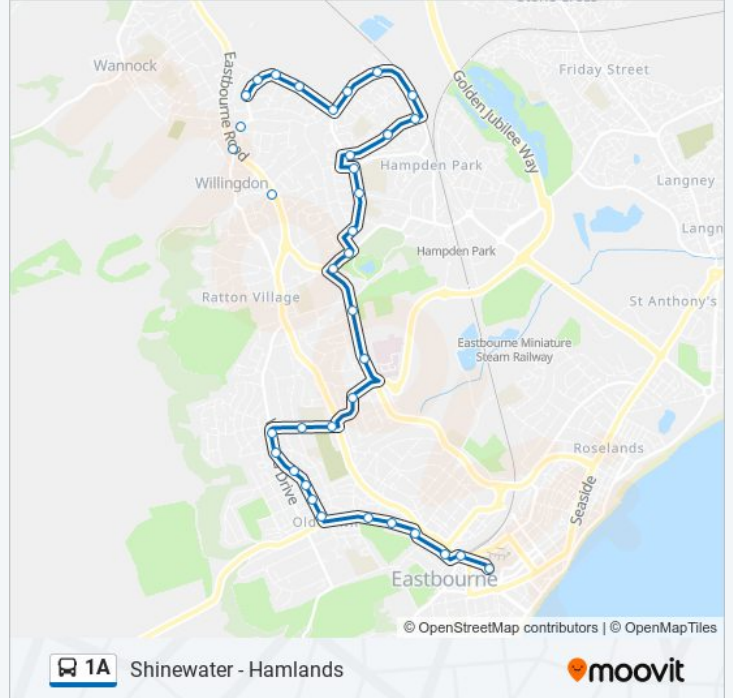 Stone Cross
Wannock
Friday Street
Eastbourne Road
Golden Jubilee Way
Hampden Park
Willingdon
Langney
Langn
Hampden Park
Ratton Village
St Anthony's
Eastbourne Miniature
Steam Railway
Roselands
Drive
Seaside
Old
Eastbourne
© OpenStreetMap contributors | © OpenMapTiles
1A Shinewater - Hamlands moovit